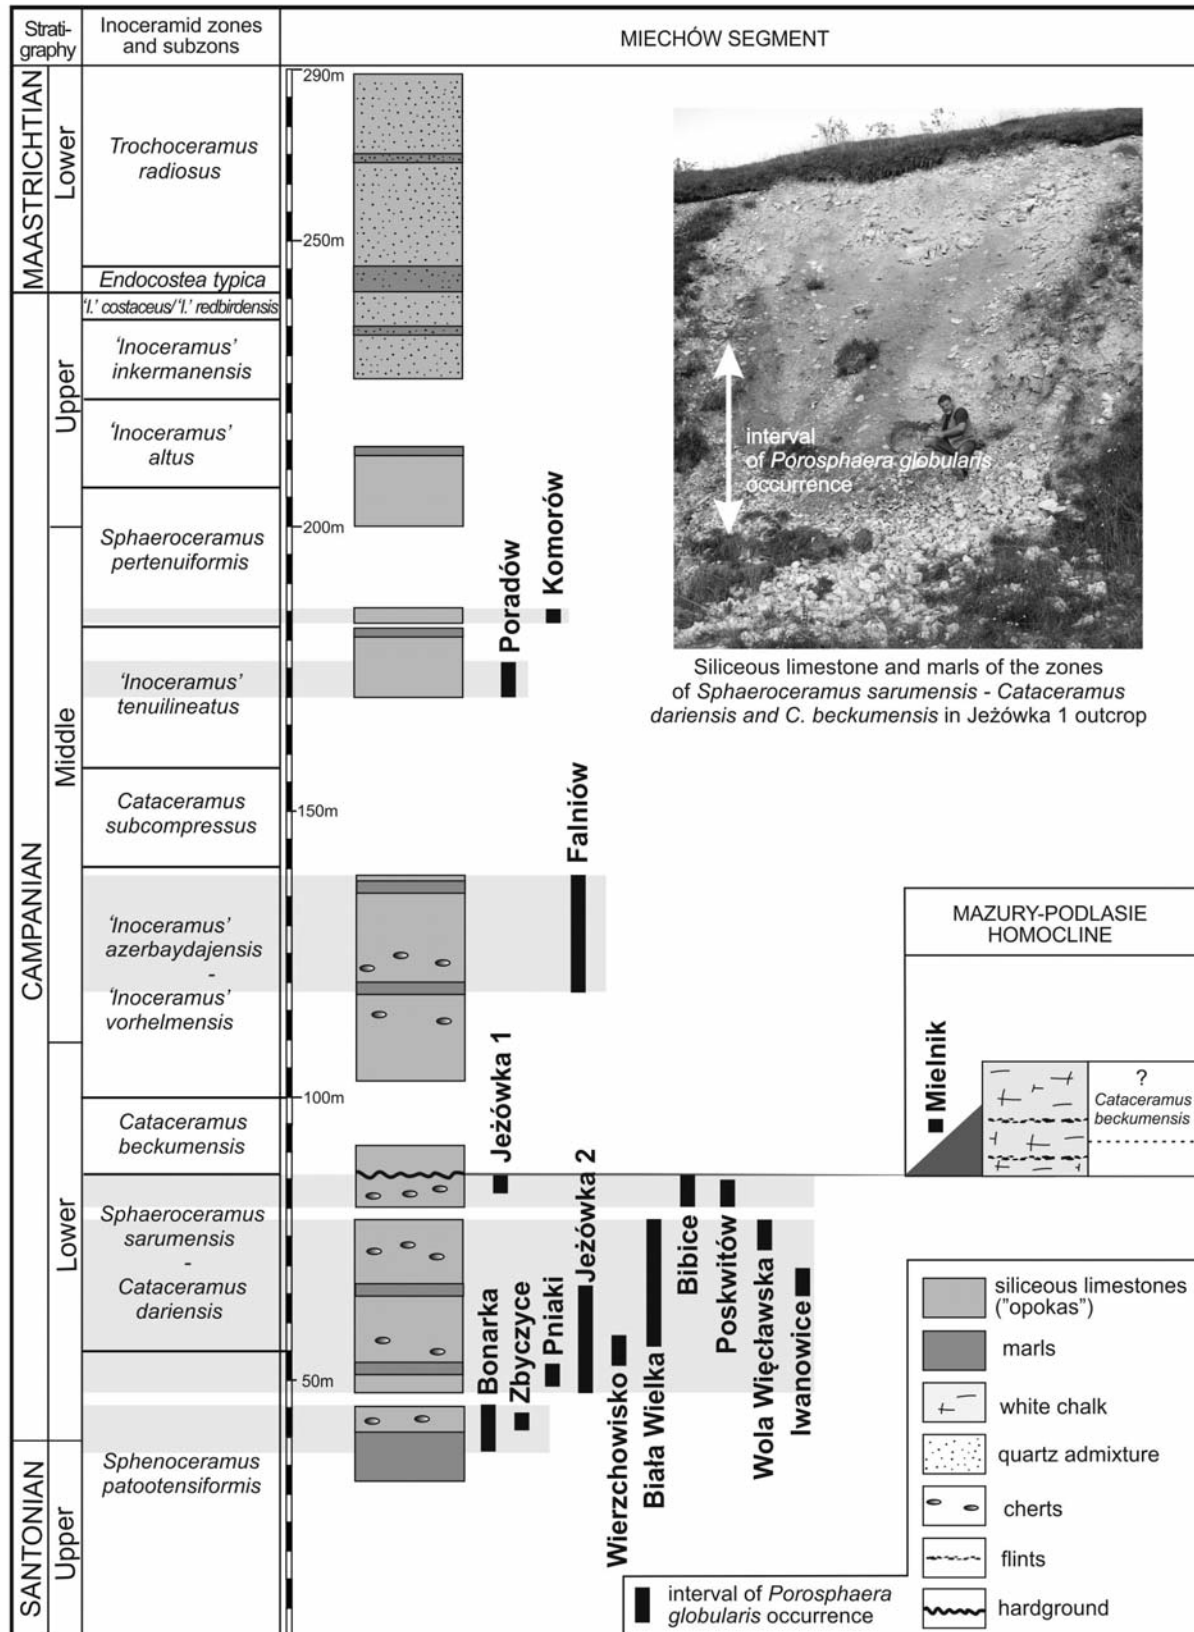 Strati-
graphy
Inoceramid zones
and subzons
MIECHÓW SEGMENT
MAASTRICHTIAN
Lower
Trochoceramus
radiosus
Endocostea typica
CAMPANIAN
Upper
'I.' costaceus/'I.' redbirdensis
'Inoceramus'
inkermanensis
'Inoceramus'
altus
Middle
Sphaeroceramus
pertenuiformis
'Inoceramus'
tenuilineatus
Cataceramus
subcompressus
'Inoceramus'
azerbaydajensis
-
'Inoceramus'
vorhelmensis
Lower
Cataceramus
beckumensis
Sphaeroceramus
sarumensis
-
Cataceramus
dariensis
SANTONIAN
Upper
Sphenoceramus
patootensiformis
290m
250m
200m
150m
100m
50m
Komorów
Poradów
Falniów
Jeżówka 1
Bonarka
Zbyczyce
Pniaki
Jeżówka 2
Wierzchowisko
Biała Wielka
Bibice
Poskwitów
Wola Więcławska
Iwanowice
interval
of Porosphaera globularis
occurrence
Siliceous limestone and marls of the zones
of Sphaeroceramus sarumensis - Cataceramus
dariensis and C. beckumensis in Jeżówka 1 outcrop
MAZURY-PODLASIE
HOMOCLINE
Mielnik
?
Cataceramus
beckumensis
siliceous limestones
("opokas")
marls
white chalk
quartz admixture
cherts
flints
hardground
interval of Porosphaera
globularis occurrence